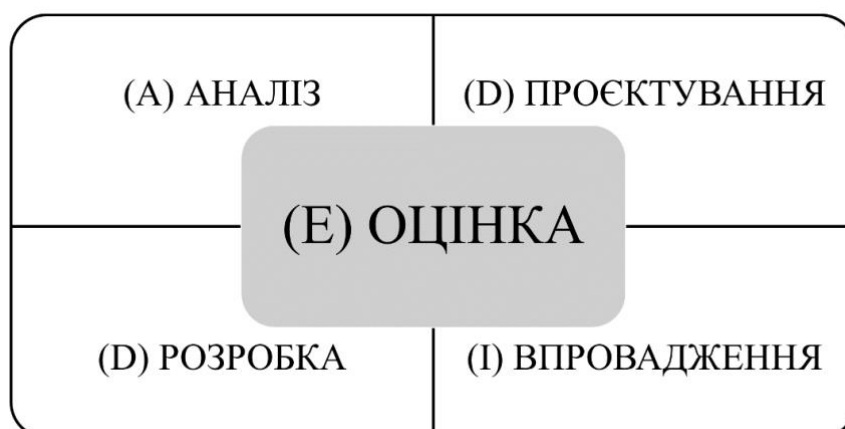 (A) АНАЛІЗ
(D) ПРОЄКТУВАННЯ
(E) ОЦІНКА
(D) РОЗРОБКА
(I) ВПРОВАДЖЕННЯ